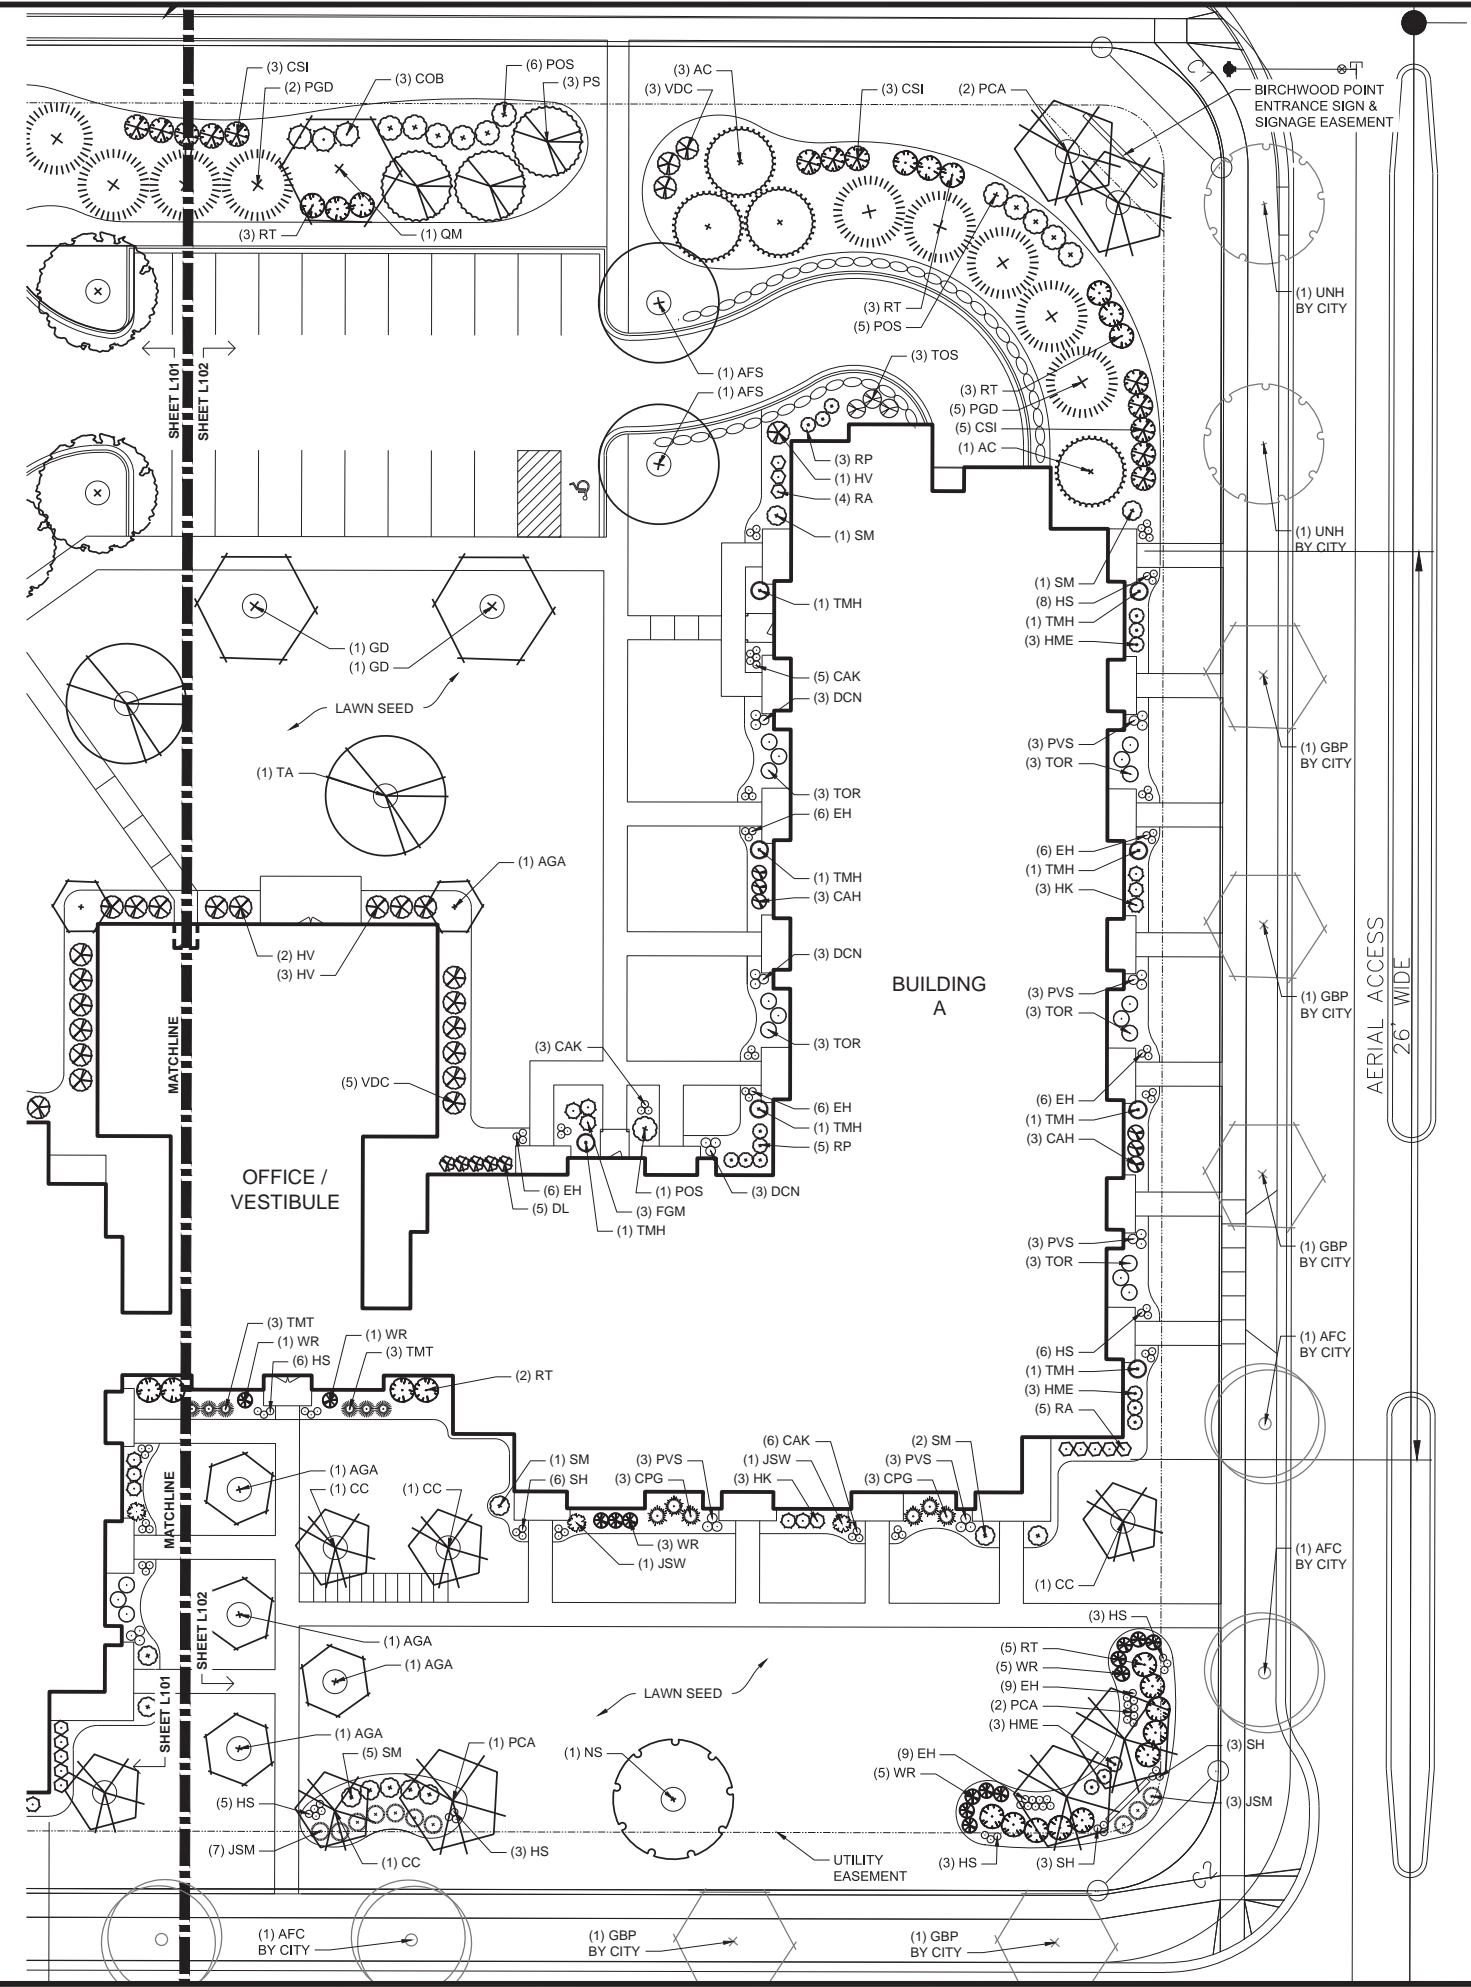 (3) CSI
(2) PGD
(3) COB
(6) POS
(3) PS
(3) AC
(3) VDC
(3) CSI
(2) PCA
BIRCHWOOD POINT
ENTRANCE SIGN &
SIGNAGE EASEMENT
C1
(3) RT
(1) QM
(3) RT
(5) POS
(1) UNH
BY CITY
SHEET L101
SHEET L102
(1) AFS
(1) AFS
(3) TOS
(3) RT
(5) PGD
(5) CSI
(1) AC
(3) RP
(1) HV
(4) RA
(1) SM
(1) UNH
BY CITY
(1) TMH
(1) SM
(8) HS
(1) TMH
(3) HME
(1) GD
(1) GD
LAWN SEED
(5) CAK
(3) DCN
(3) PVS
(3) TOR
(1) GBP
BY CITY
(1) TA
(3) TOR
(6) EH
(1) AGA
(1) TMH
(3) CAH
(6) EH
(1) TMH
(3) HK
(2) HV
(3) HV
(3) DCN
BUILDING
A
(3) PVS
(3) TOR
(1) GBP
BY CITY
AERIAL ACCESS
26' WIDE
MATCHLINE
(3) CAK
(3) TOR
(5) VDC
(6) EH
(1) TMH
(5) RP
(6) EH
(1) TMH
(3) CAH
OFFICE /
VESTIBULE
(6) EH
(5) DL
(1) POS
(3) FGM
(1) TMH
(3) DCN
(3) PVS
(3) TOR
(1) GBP
BY CITY
(3) TMT
(1) WR
(6) HS
(1) WR
(3) TMT
(2) RT
(6) HS
(1) TMH
(3) HME
(5) RA
(1) AFC
BY CITY
MATCHLINE
(1) AGA
(1) CC
(1) CC
(1) SM
(6) SH
(3) PVS
(3) CPG
(6) CAK
(1) JSW
(3) HK
(2) SM
(3) PVS
(3) CPG
(3) WR
(1) JSW
(1) CC
(1) AFC
BY CITY
SHEET L102
SHEET L101
(1) AGA
(1) AGA
LAWN SEED
(3) HS
(5) RT
(5) WR
(9) EH
(2) PCA
(3) HME
(1) AGA
(5) SM
(1) PCA
(1) NS
(9) EH
(5) WR
(3) SH
(5) HS
(3) JSM
(7) JSM
(1) CC
(3) HS
UTILITY
EASEMENT
(3) HS
(3) SH
C2
(1) AFC
BY CITY
(1) GBP
BY CITY
(1) GBP
BY CITY